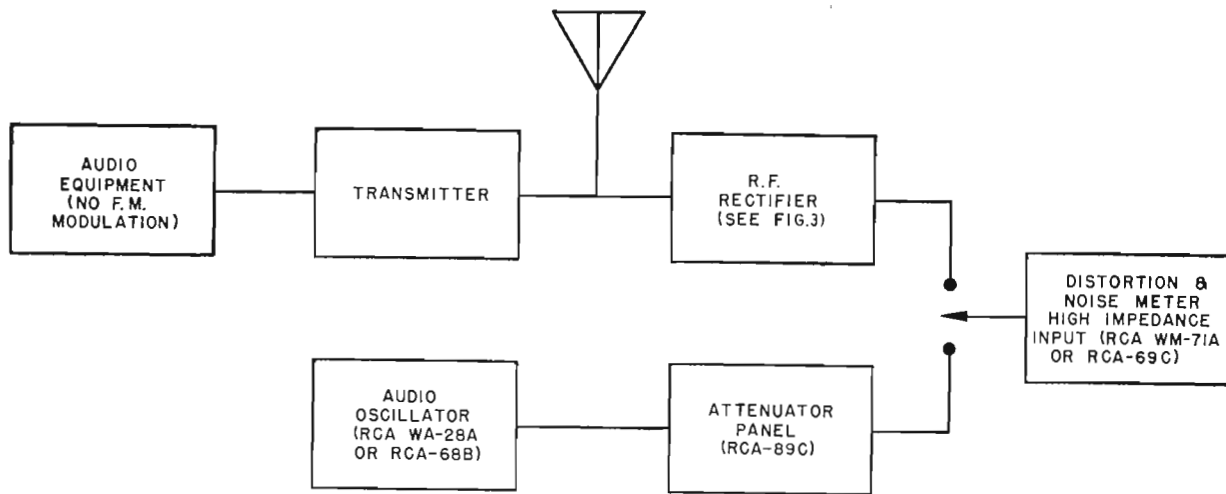 AUDIO
EQUIPMENT
(NO F.M.
MODULATION)
TRANSMITTER
R.F.
RECTIFIER
(SEE FIG.3)
DISTORTION &
NOISE METER
HIGH IMPEDANCE
INPUT (RCA WM-71A
OR RCA-69C)
AUDIO
OSCILLATOR
(RCA WA-28A
OR RCA-68B)
ATTENUATOR
PANEL
(RCA-89C)